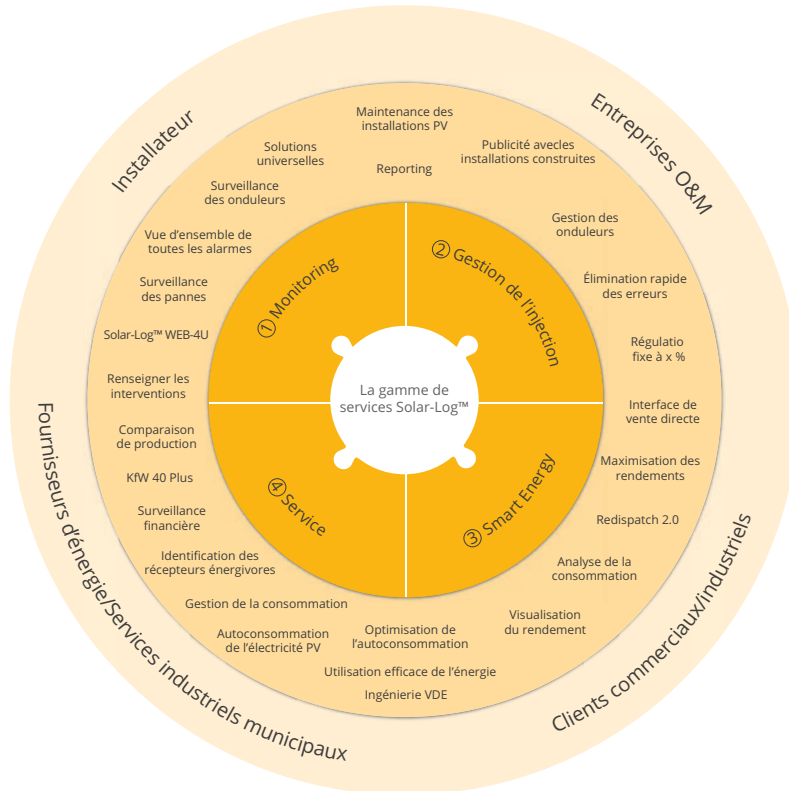 Installateur
Entreprises O&M
Fournisseurs d'énergie/Services industriels municipaux
Clients commerciaux/industriels
Maintenance des
installations PV
Solutions
universelles
Publicité avecles
installations construites
Reporting
Surveillance
des onduleurs
Gestion des
onduleurs
Vue d'ensemble de
toutes les alarmes
Surveillance
des pannes
Élimination rapide
des erreurs
Solar-Log™ WEB-4U
Régulatio
fixe à x %
Renseigner les
interventions
Interface de
vente directe
Comparaison
de production
Maximisation des
rendements
KfW 40 Plus
Surveillance
financière
Redispatch 2.0
Identification des
récepteurs énergivores
Analyse de la
consommation
Gestion de la consommation
Visualisation
du rendement
Autoconsommation
de l'électricité PV
Optimisation de
l'autoconsommation
Utilisation efficace de l'énergie
Ingénierie VDE
① Monitoring
② Gestion de l'injection
③ Smart Energy
④ Service
La gamme de
services Solar-Log™